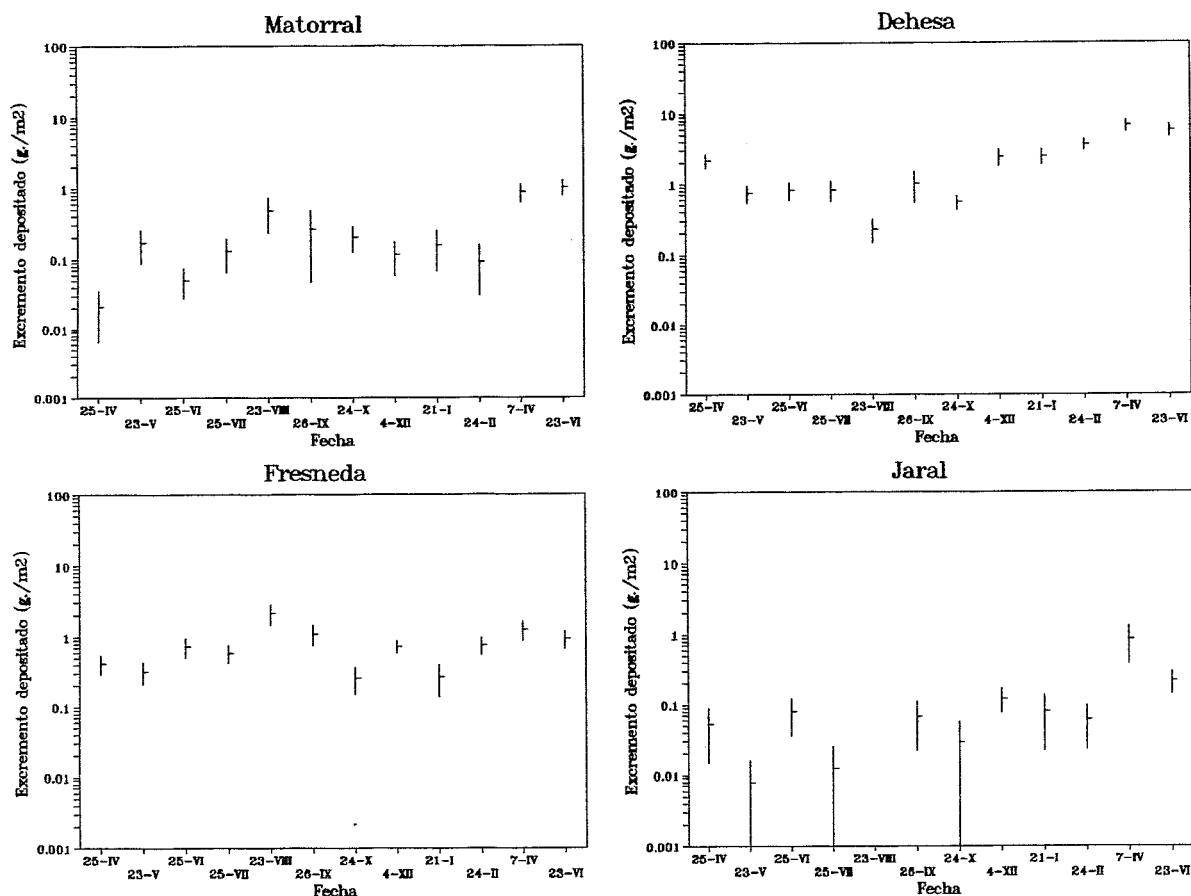 Matorral
Excremento depositado (g./m2)
100
10
1
0.1
0.01
0.001
25-IV 25-VI 23-VIII 24-X 21-I 7-IV
23-V 25-VII 26-IX 4-XII 24-II 23-VI
Fecha
Dehesa
Excremento depositado (g./m2)
100
10
1
0.1
0.01
0.001
25-IV 25-VI 23-VIII 24-X 21-I 7-IV
23-V 25-VII 26-IX 4-XII 24-II 23-VI
Fecha
Fresneda
Excremento depositado (g./m2)
100
10
1
0.1
0.01
0.001
25-IV 25-VI 23-VIII 24-X 21-I 7-IV
23-V 25-VII 26-IX 4-XII 24-II 23-VI
Fecha
Jaral
Excremento depositado (g./m2)
100
10
1
0.1
0.01
0.001
25-IV 25-VI 23-VIII 24-X 21-I 7-IV
23-V 25-VII 26-IX 4-XII 24-II 23-VI
Fecha